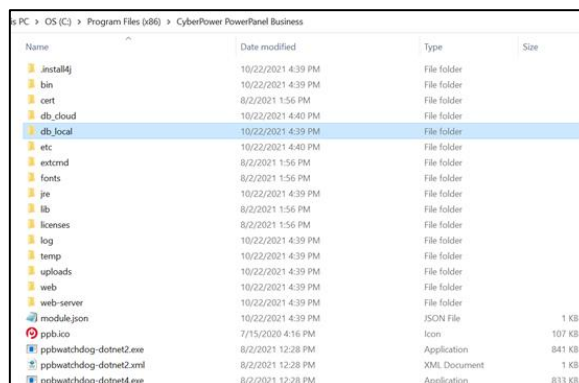 is PC > OS (C:) > Program Files (x86) > CyberPower PowerPanel Business
Name Date modified Type Size
.install4j 10/22/2021 4:39 PM File folder
bin 10/22/2021 4:39 PM File folder
cert 8/2/2021 1:56 PM File folder
db_cloud 10/22/2021 4:40 PM File folder
db_local 10/22/2021 4:39 PM File folder
etc 10/22/2021 4:40 PM File folder
extcmd 8/2/2021 1:56 PM File folder
fonts 8/2/2021 1:56 PM File folder
jre 10/22/2021 4:39 PM File folder
lib 8/2/2021 1:56 PM File folder
licenses 8/2/2021 1:56 PM File folder
log 10/22/2021 4:39 PM File folder
temp 10/22/2021 4:39 PM File folder
uploads 10/22/2021 4:39 PM File folder
web 10/22/2021 4:39 PM File folder
web-server 10/22/2021 4:39 PM File folder
module.json 10/22/2021 4:39 PM JSON File 1 KB
ppb.ico 7/15/2020 4:16 PM Icon 107 KB
ppbwatchdog-dotnet2.exe 8/2/2021 12:28 PM Application 841 KB
ppbwatchdog-dotnet2.xml 8/2/2021 12:28 PM XML Document 1 KB
ppbwatchdog-dotnet4.exe 8/2/2021 12:28 PM Application 833 KB